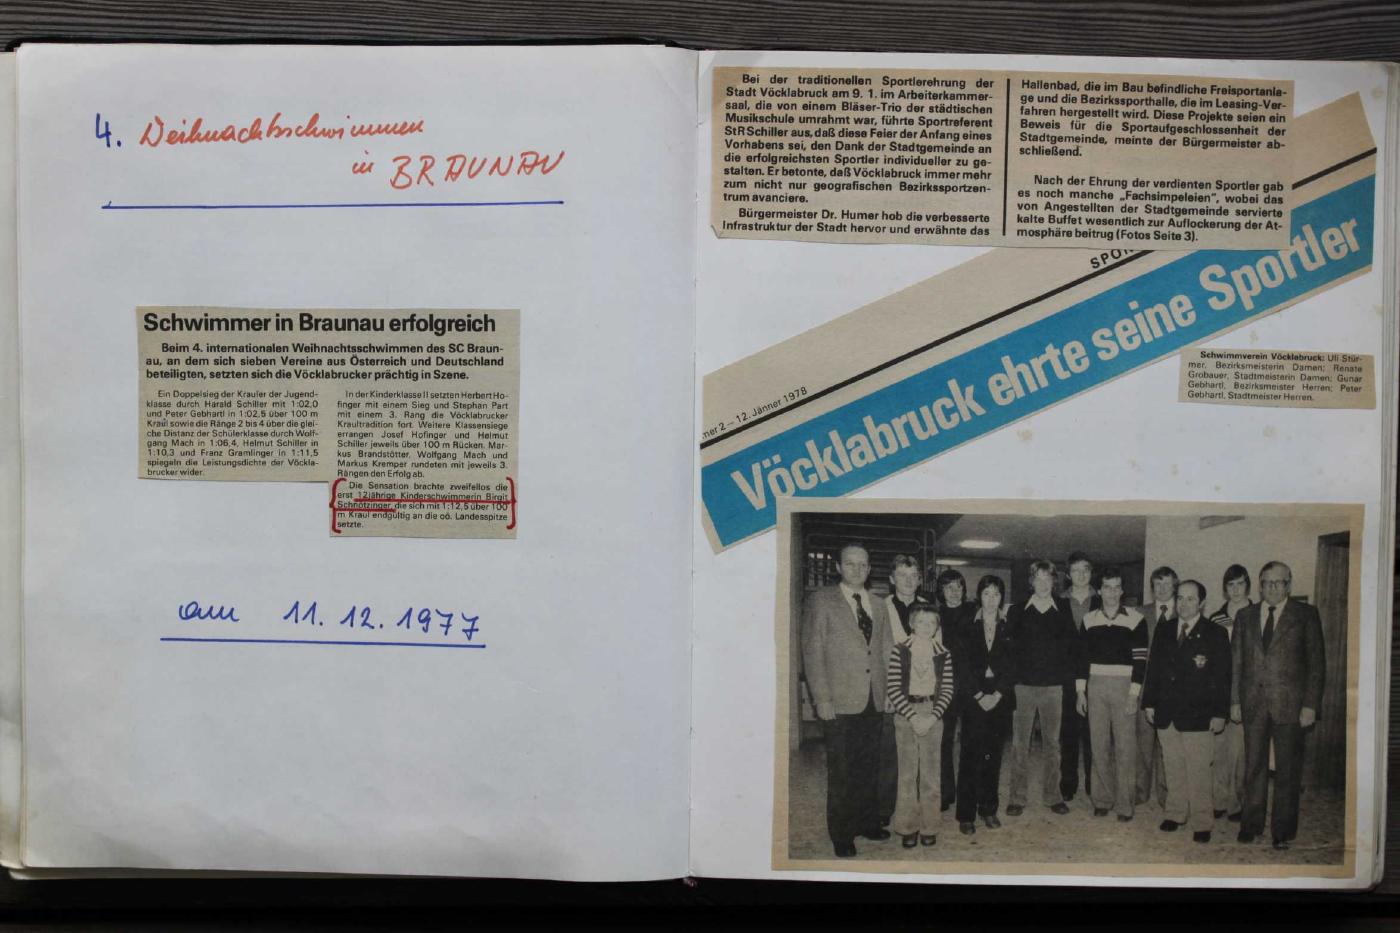 4. Weihnachtsschwimmen
in BRAUNAU
Schwimmer in Braunau erfolgreich
Beim 4. internationalen Weihnachtsschwimmen des SC Braun-
au, an dem sich sieben Vereine aus Österreich und Deutschland
beteiligten, setzten sich die Vöcklabrucker prächtig in Szene.
Ein Doppelsieg der Krauler der Jugend-
klasse durch Harald Schiller mit 1:02,0
und Peter Gebhartl in 1:02,5 über 100 m
Kraul sowie die Ränge 2 bis 4 über die glei-
che Distanz der Schülerklasse durch Wolf-
gang Mach in 1:06,4, Helmut Schiller in
1:10,3 und Franz Gramlinger in 1:11,5
spiegeln die Leistungsdichte der Vöckla-
brucker wider.
In der Kinderklasse II setzten Herbert Ho-
finger mit einem Sieg und Stephan Part
mit einem 3. Rang die Vöcklabrucker
Kraultradition fort. Weitere Klassensiege
errangen Josef Hofinger und Helmut
Schiller jeweils über 100 m Rücken. Mar-
kus Brandstötter, Wolfgang Mach und
Markus Kremper rundeten mit jeweils 3.
Rängen den Erfolg ab.
Die Sensation brachte zweifellos die
erst 12jährige Kinderschwimmerin Birgit
Schnötzinger, die sich mit 1:12,5 über 100
m Kraul endgültig an die oö. Landesspitze
setzte.
am 11. 12. 1977
Bei der traditionellen Sportlerehrung der
Stadt Vöcklabruck am 9. 1. im Arbeiterkammer-
saal, die von einem Bläser-Trio der städtischen
Musikschule umrahmt war, führte Sportreferent
StR Schiller aus, daß diese Feier der Anfang eines
Vorhabens sei, den Dank der Stadtgemeinde an
die erfolgreichsten Sportler individueller zu ge-
stalten. Er betonte, daß Vöcklabruck immer mehr
zum nicht nur geografischen Bezirkssportzen-
trum avanciere.
Bürgermeister Dr. Humer hob die verbesserte
Infrastruktur der Stadt hervor und erwähnte das
Hallenbad, die im Bau befindliche Freisportanla-
ge und die Bezirkssporthalle, die im Leasing-Ver-
fahren hergestellt wird. Diese Projekte seien ein
Beweis für die Sportaufgeschlossenheit der
Stadtgemeinde, meinte der Bürgermeister ab-
schließend.
Nach der Ehrung der verdienten Sportler gab
es noch manche „Fachsimpeleien", wobei das
von Angestellten der Stadtgemeinde servierte
kalte Buffet wesentlich zur Auflockerung der At-
mosphäre beitrug (Fotos Seite 3).
SPOR
mer 2 – 12. Jänner 1978
Vöcklabruck ehrte seine Sportler
Schwimmverein Vöcklabruck: Uli Stür-
mer, Bezirksmeisterin Damen; Renate
Grobauer, Stadtmeisterin Damen; Gunar
Gebhartl, Bezirksmeister Herren; Peter
Gebhartl, Stadtmeister Herren.